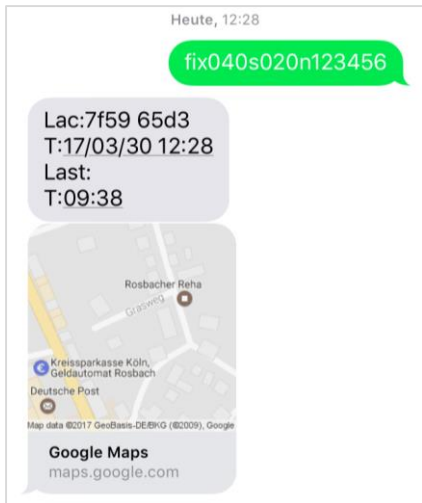 Heute, 12:28
fix040s020n123456
Lac:7f59 65d3
T:17/03/30 12:28
Last:
T:09:38
Rosbacher Reha
Grasweg
Kreissparkasse Köln,
Geldautomat Rosbach
Deutsche Post
Map data ©2017 GeoBasis-DE/BKG (©2009), Google
Google Maps
maps.google.com